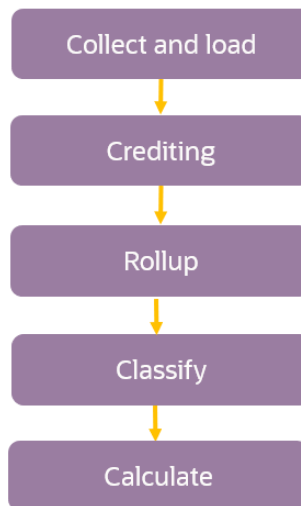 Collect and load
Crediting
Rollup
Classify
Calculate